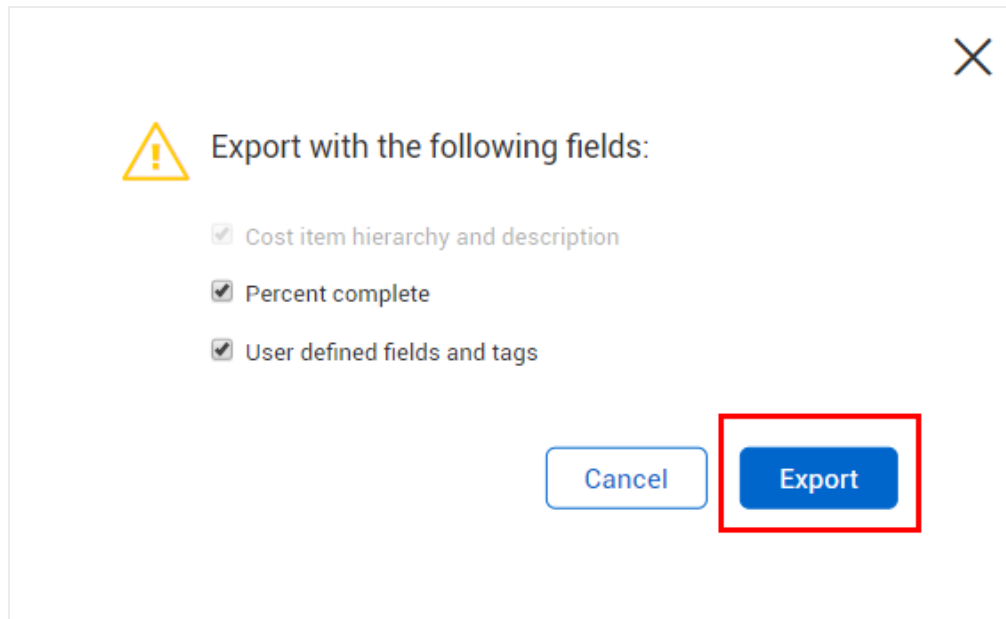 Export with the following fields:
Cost item hierarchy and description
Percent complete
User defined fields and tags
Cancel
Export